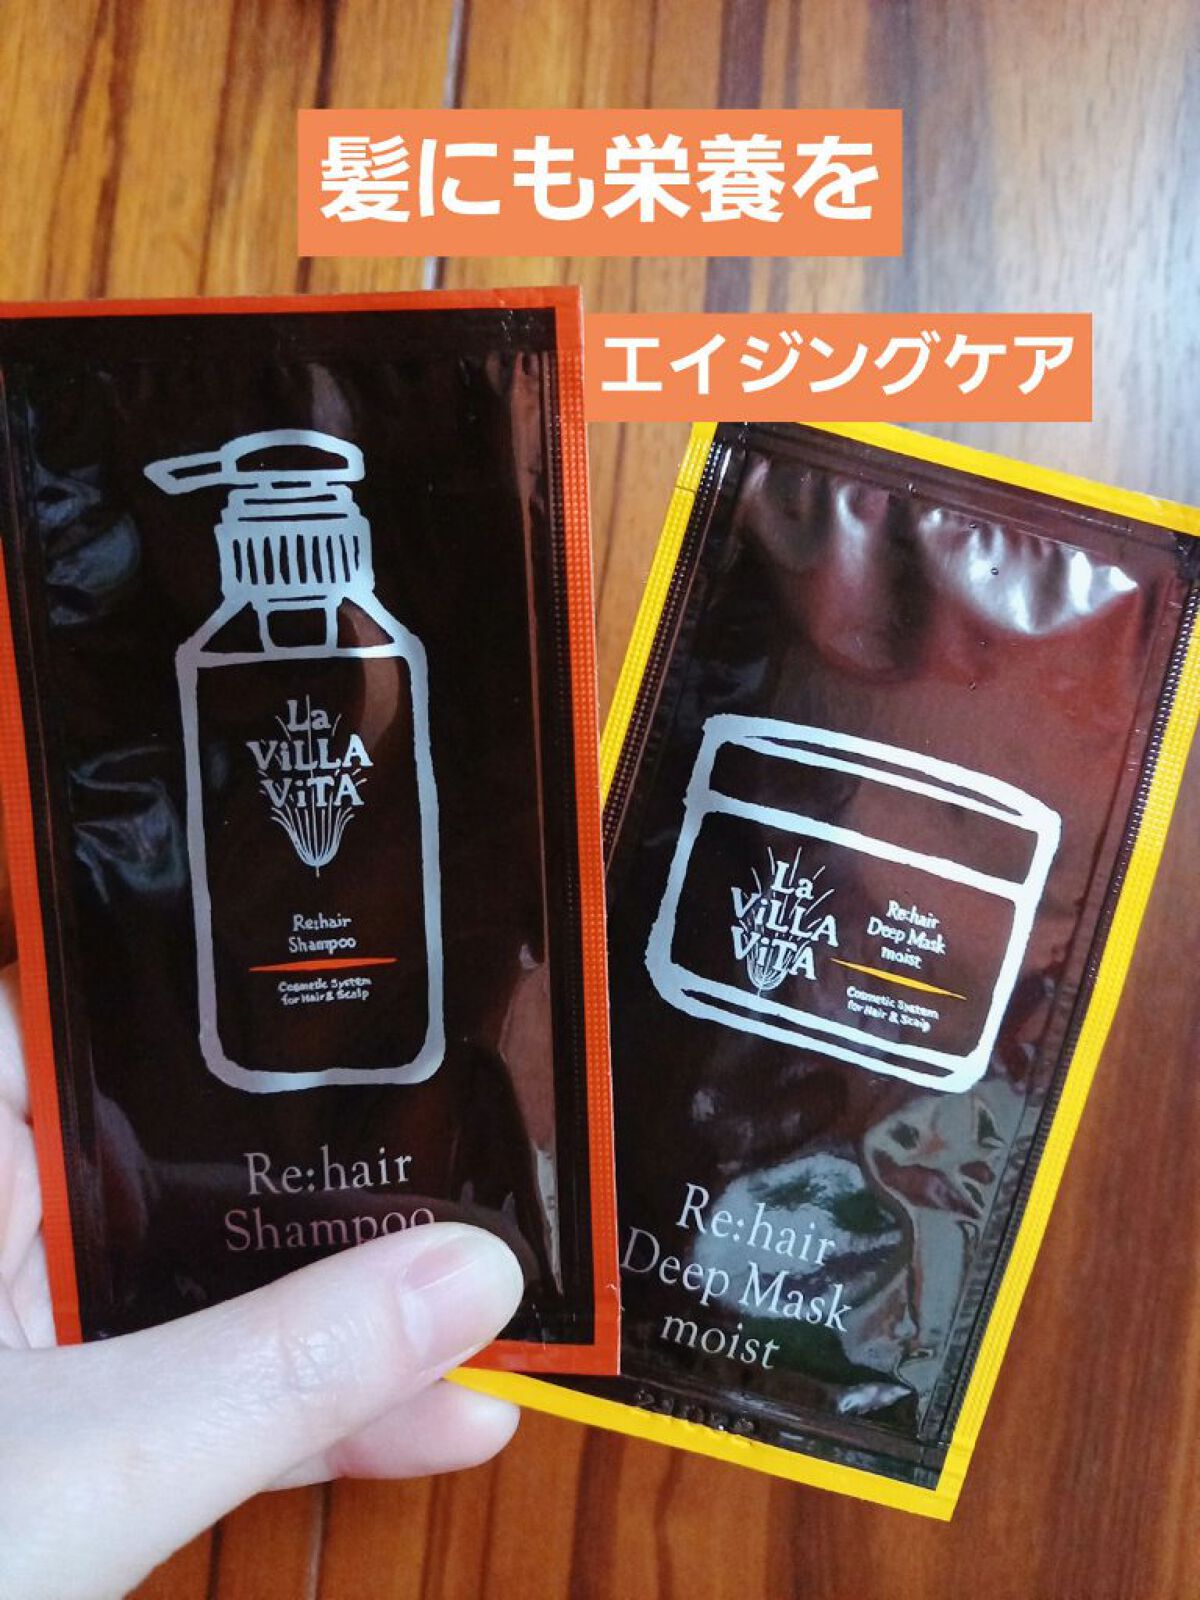 髪にも栄養を
エイジングケア
La
ViLLA
ViTA
Re:hair
Shampoo
Cosmetic System
for Hair & Scalp
Re:hair
Shampoo
La
ViLLA
ViTA
Re:hair
Deep Mask
moist
Cosmetic System
for Hair & Scalp
Re:hair
Deep Mask
moist